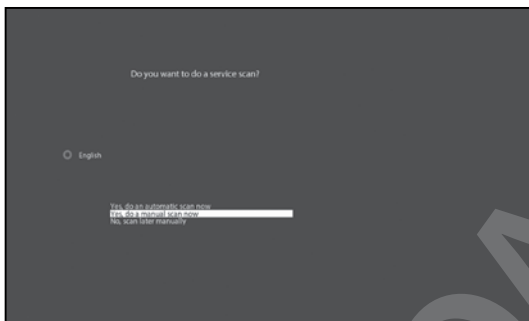 Do you want to do a service scan?
English
Yes, do an automatic scan now
Yes, do a manual scan now
No, scan later manually